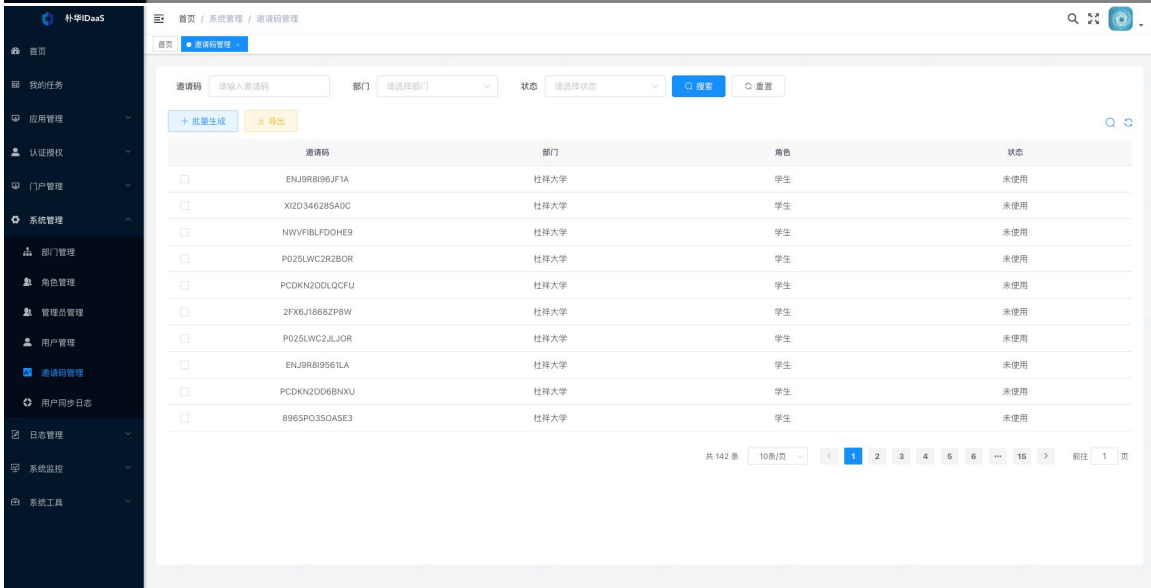 朴华IDaaS
首页 / 系统管理 / 邀请码管理
首页
我的任务
应用管理
认证授权
门户管理
系统管理
部门管理
角色管理
管理员管理
用户管理
邀请码管理
用户同步日志
日志管理
系统监控
系统工具
首页 邀请码管理 ×
邀请码 请输入邀请码 部门 请选择部门 状态 请选择状态 搜索 重置
+ 批量生成 导出
邀请码 部门 角色 状态
ENJ9R8I96JF1A 杜祥大学 学生 未使用
XI2D34628SA0C 杜祥大学 学生 未使用
NWVFIBLFDOHE9 杜祥大学 学生 未使用
P025LWC2R2BOR 杜祥大学 学生 未使用
PCDKN2ODLQCFU 杜祥大学 学生 未使用
2FX6J1868ZP8W 杜祥大学 学生 未使用
P025LWC2JLJOR 杜祥大学 学生 未使用
ENJ9R8I9561LA 杜祥大学 学生 未使用
PCDKN2OD6BNXU 杜祥大学 学生 未使用
896SPO3SOASE3 杜祥大学 学生 未使用
共 142 条 10条/页 < 1 2 3 4 5 6 ··· 15 > 前往 1 页